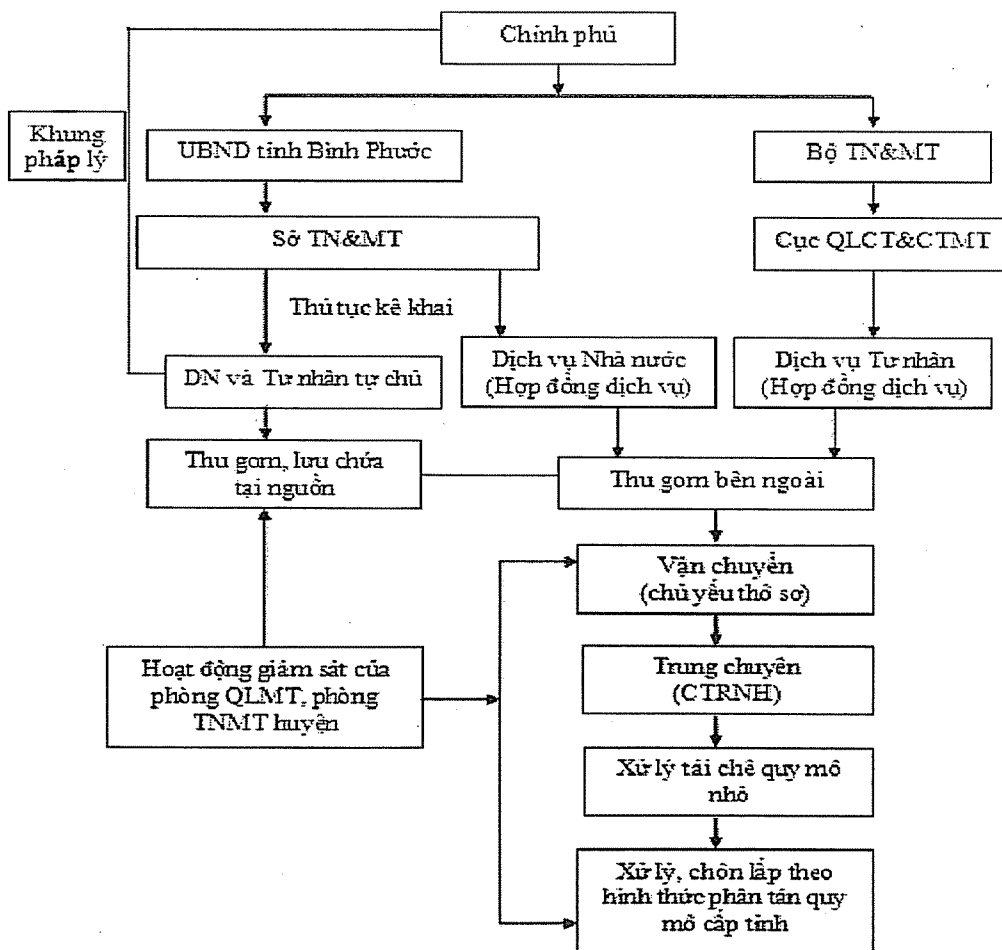 Chính phủ
Khung
pháp lý
UBND tỉnh Bình Phước
Bộ TN&MT
Sở TN&MT
Cục QLCT&CTMT
Thủ tục kê khai
DN và Tư nhân tự chủ
Dịch vụ Nhà nước
(Hợp đồng dịch vụ)
Dịch vụ Tư nhân
(Hợp đồng dịch vụ)
Thu gom, lưu chứa
tại nguồn
Thu gom bên ngoài
Vận chuyển
(chủ yếu thô sơ)
Hoạt động giám sát của
phòng QLMT, phòng
TNMT huyện
Trung chuyển
(CTRNH)
Xử lý tái chế quy mô
nhỏ
Xử lý, chôn lấp theo
hình thức phân tán quy
mô cấp tỉnh